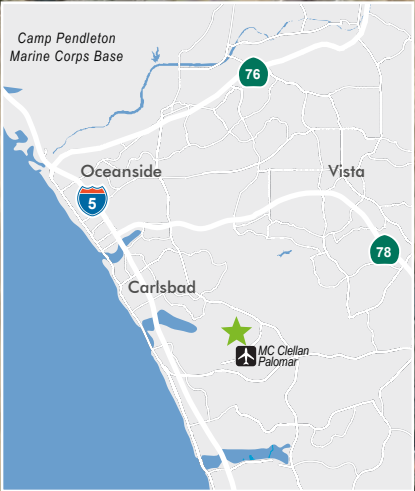 Camp Pendleton
Marine Corps Base
76
Oceanside
Vista
5
78
Carlsbad
MC Clellan
Palomar